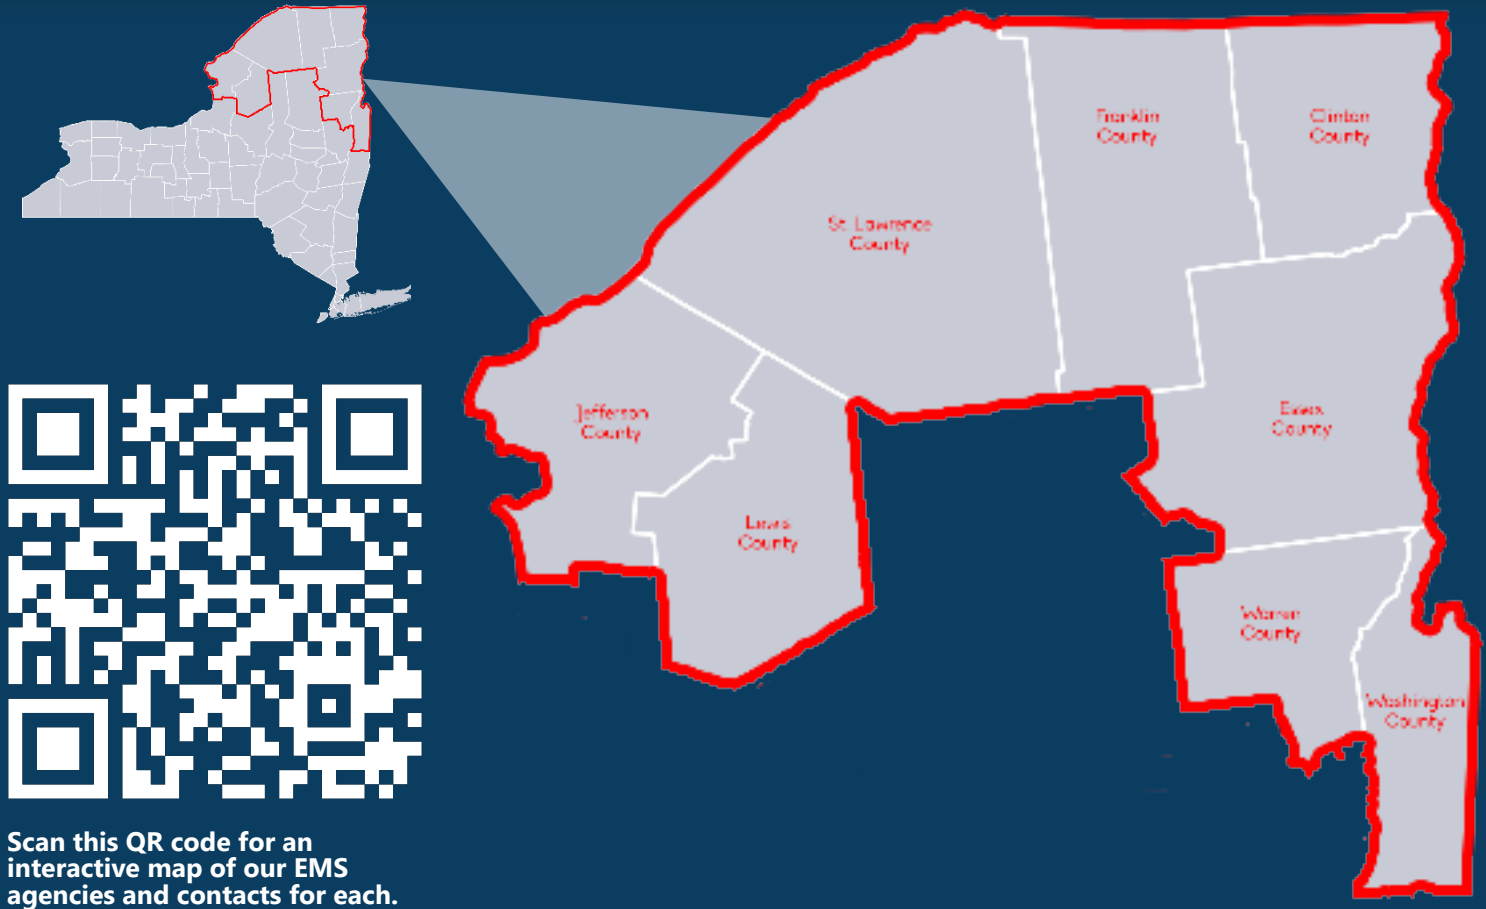 Franklin
County
Clinton
County
St. Lawrence
County
Jefferson
County
Essex
County
Lewis
County
Warren
County
Washington
County
Scan this QR code for an
interactive map of our EMS
agencies and contacts for each.